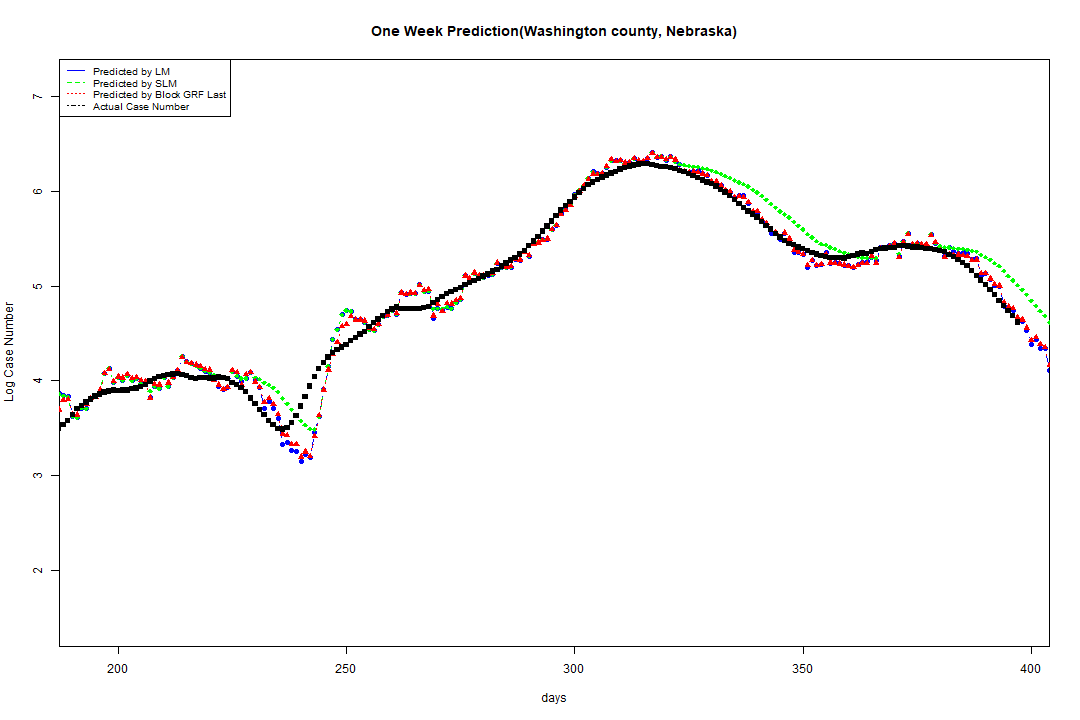 One Week Prediction(Washington county, Nebraska)
Predicted by LM
Predicted by SLM
Predicted by Block GRF Last
Actual Case Number
7
6
5
4
3
2
Log Case Number
200 250 300 350 400
days